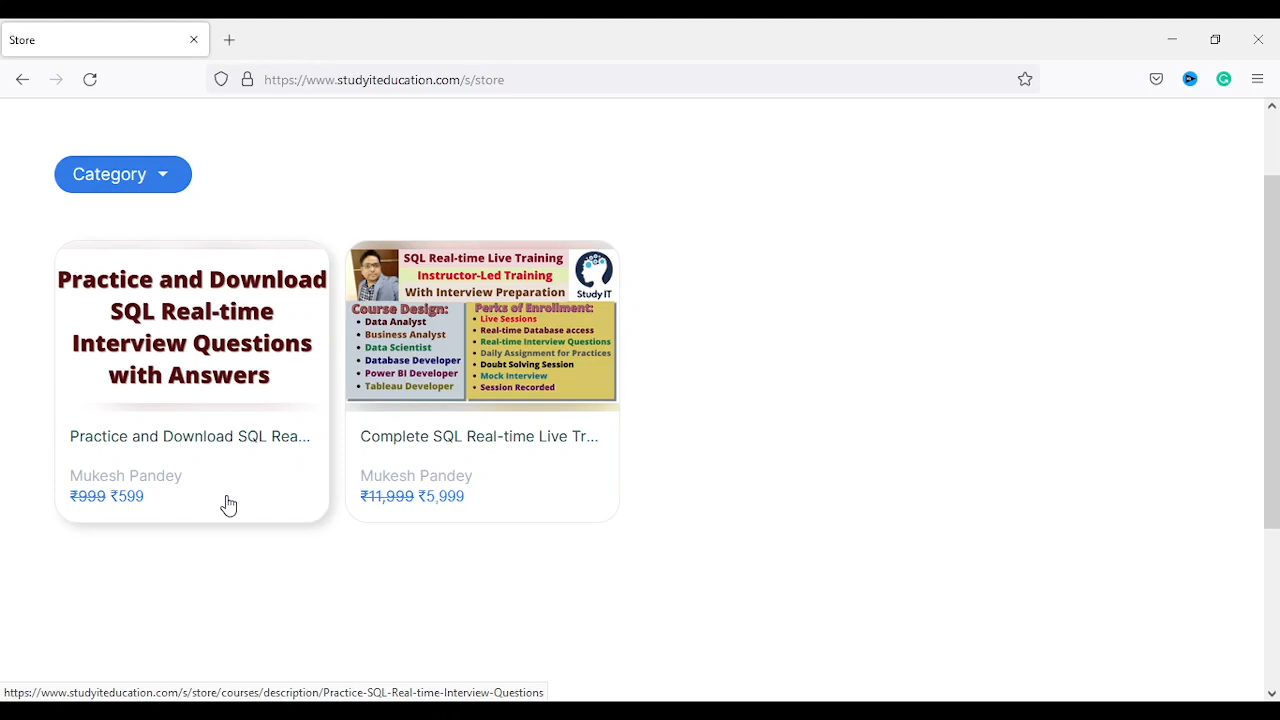 Store
https://www.studyiteducation.com/s/store
Category
Practice and Download
SQL Real-time
Interview Questions
with Answers
Practice and Download SQL Rea...
Mukesh Pandey
₹999 ₹599
SQL Real-time Live Training
Instructor-Led Training
With Interview Preparation
Study IT
Course Design:
• Data Analyst
• Business Analyst
• Data Scientist
• Database Developer
• Power BI Developer
• Tableau Developer
Perks of Enrollment:
• Live Sessions
• Real-time Database access
• Real-time Interview Questions
• Daily Assignment for Practices
• Doubt Solving Session
• Mock Interview
• Session Recorded
Complete SQL Real-time Live Tr...
Mukesh Pandey
₹11,999 ₹5,999
https://www.studyiteducation.com/s/store/courses/description/Practice-SQL-Real-time-Interview-Questions